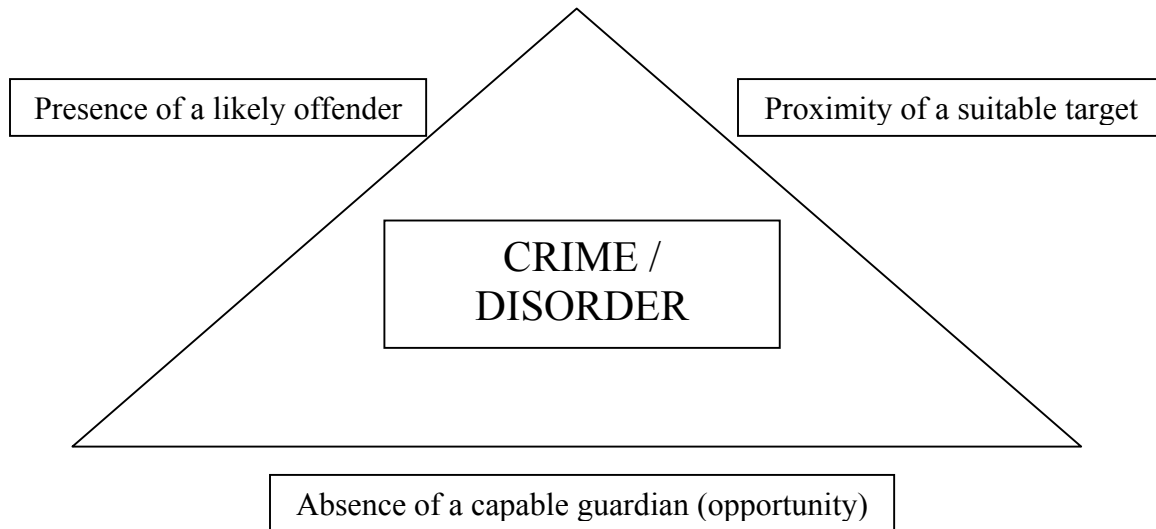 Presence of a likely offender
Proximity of a suitable target
CRIME /
DISORDER
Absence of a capable guardian (opportunity)